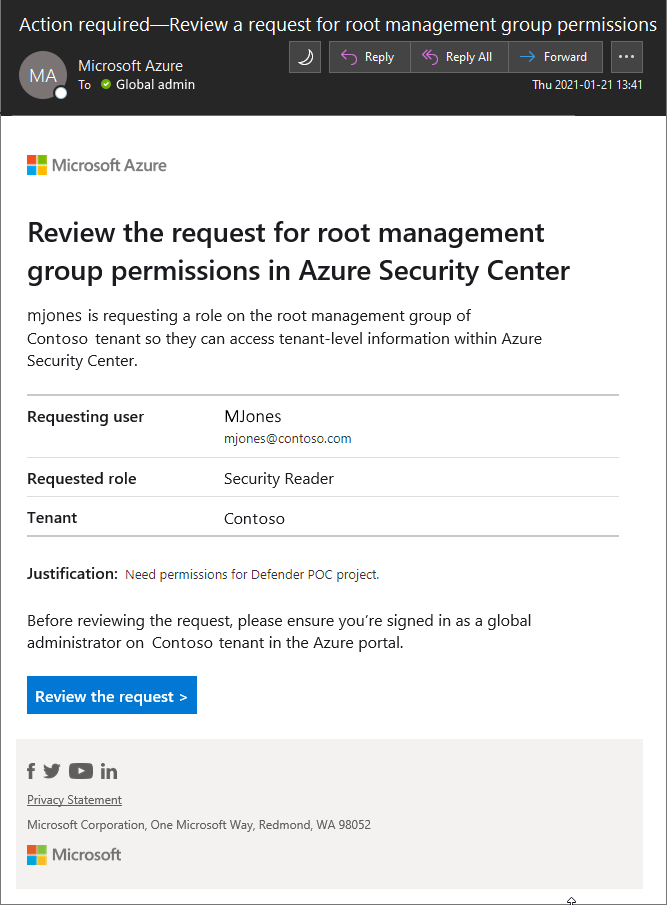 Action required—Review a request for root management group permissions
MA
Microsoft Azure
To Global admin
Reply
Reply All
Forward
Thu 2021-01-21 13:41
Microsoft Azure
Review the request for root management
group permissions in Azure Security Center
mjones is requesting a role on the root management group of
Contoso tenant so they can access tenant-level information within Azure
Security Center.
Requesting user MJones
mjones@contoso.com
Requested role Security Reader
Tenant Contoso
Justification: Need permissions for Defender POC project.
Before reviewing the request, please ensure you’re signed in as a global
administrator on Contoso tenant in the Azure portal.
Review the request >
Privacy Statement
Microsoft Corporation, One Microsoft Way, Redmond, WA 98052
Microsoft